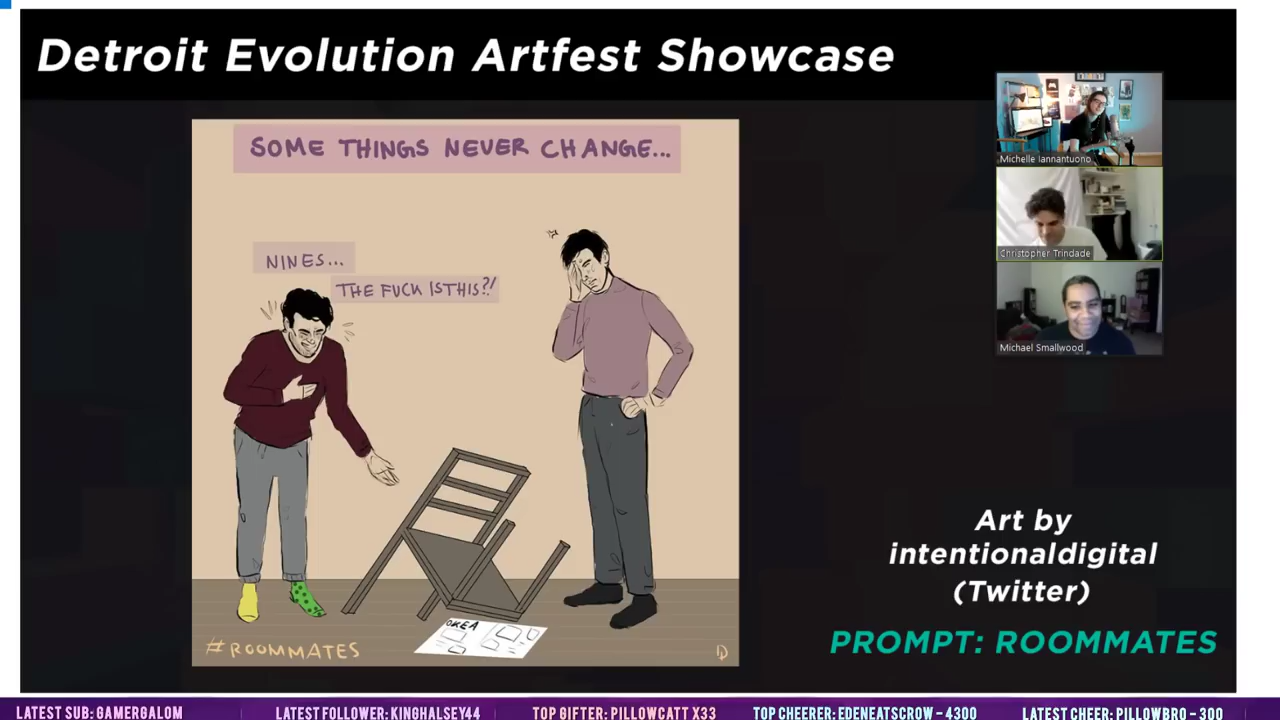 Detroit Evolution Artfest Showcase
SOME THINGS NEVER CHANGE...
NINES...
THE FUCK IS THIS?!
OKEA
#ROOMMATES
Michelle Iannantuono
Christopher Trindade
Michael Smallwood
Art by
intentionaldigital
(Twitter)
PROMPT: ROOMMATES
LATEST SUB: GAMERGALOM
LATEST FOLLOWER: KINGHALSEY44
TOP GIFTER: PILLOWCATT X33
TOP CHEERER: EDENEATSCROW - 4300
LATEST CHEER: PILLOWBRO - 300